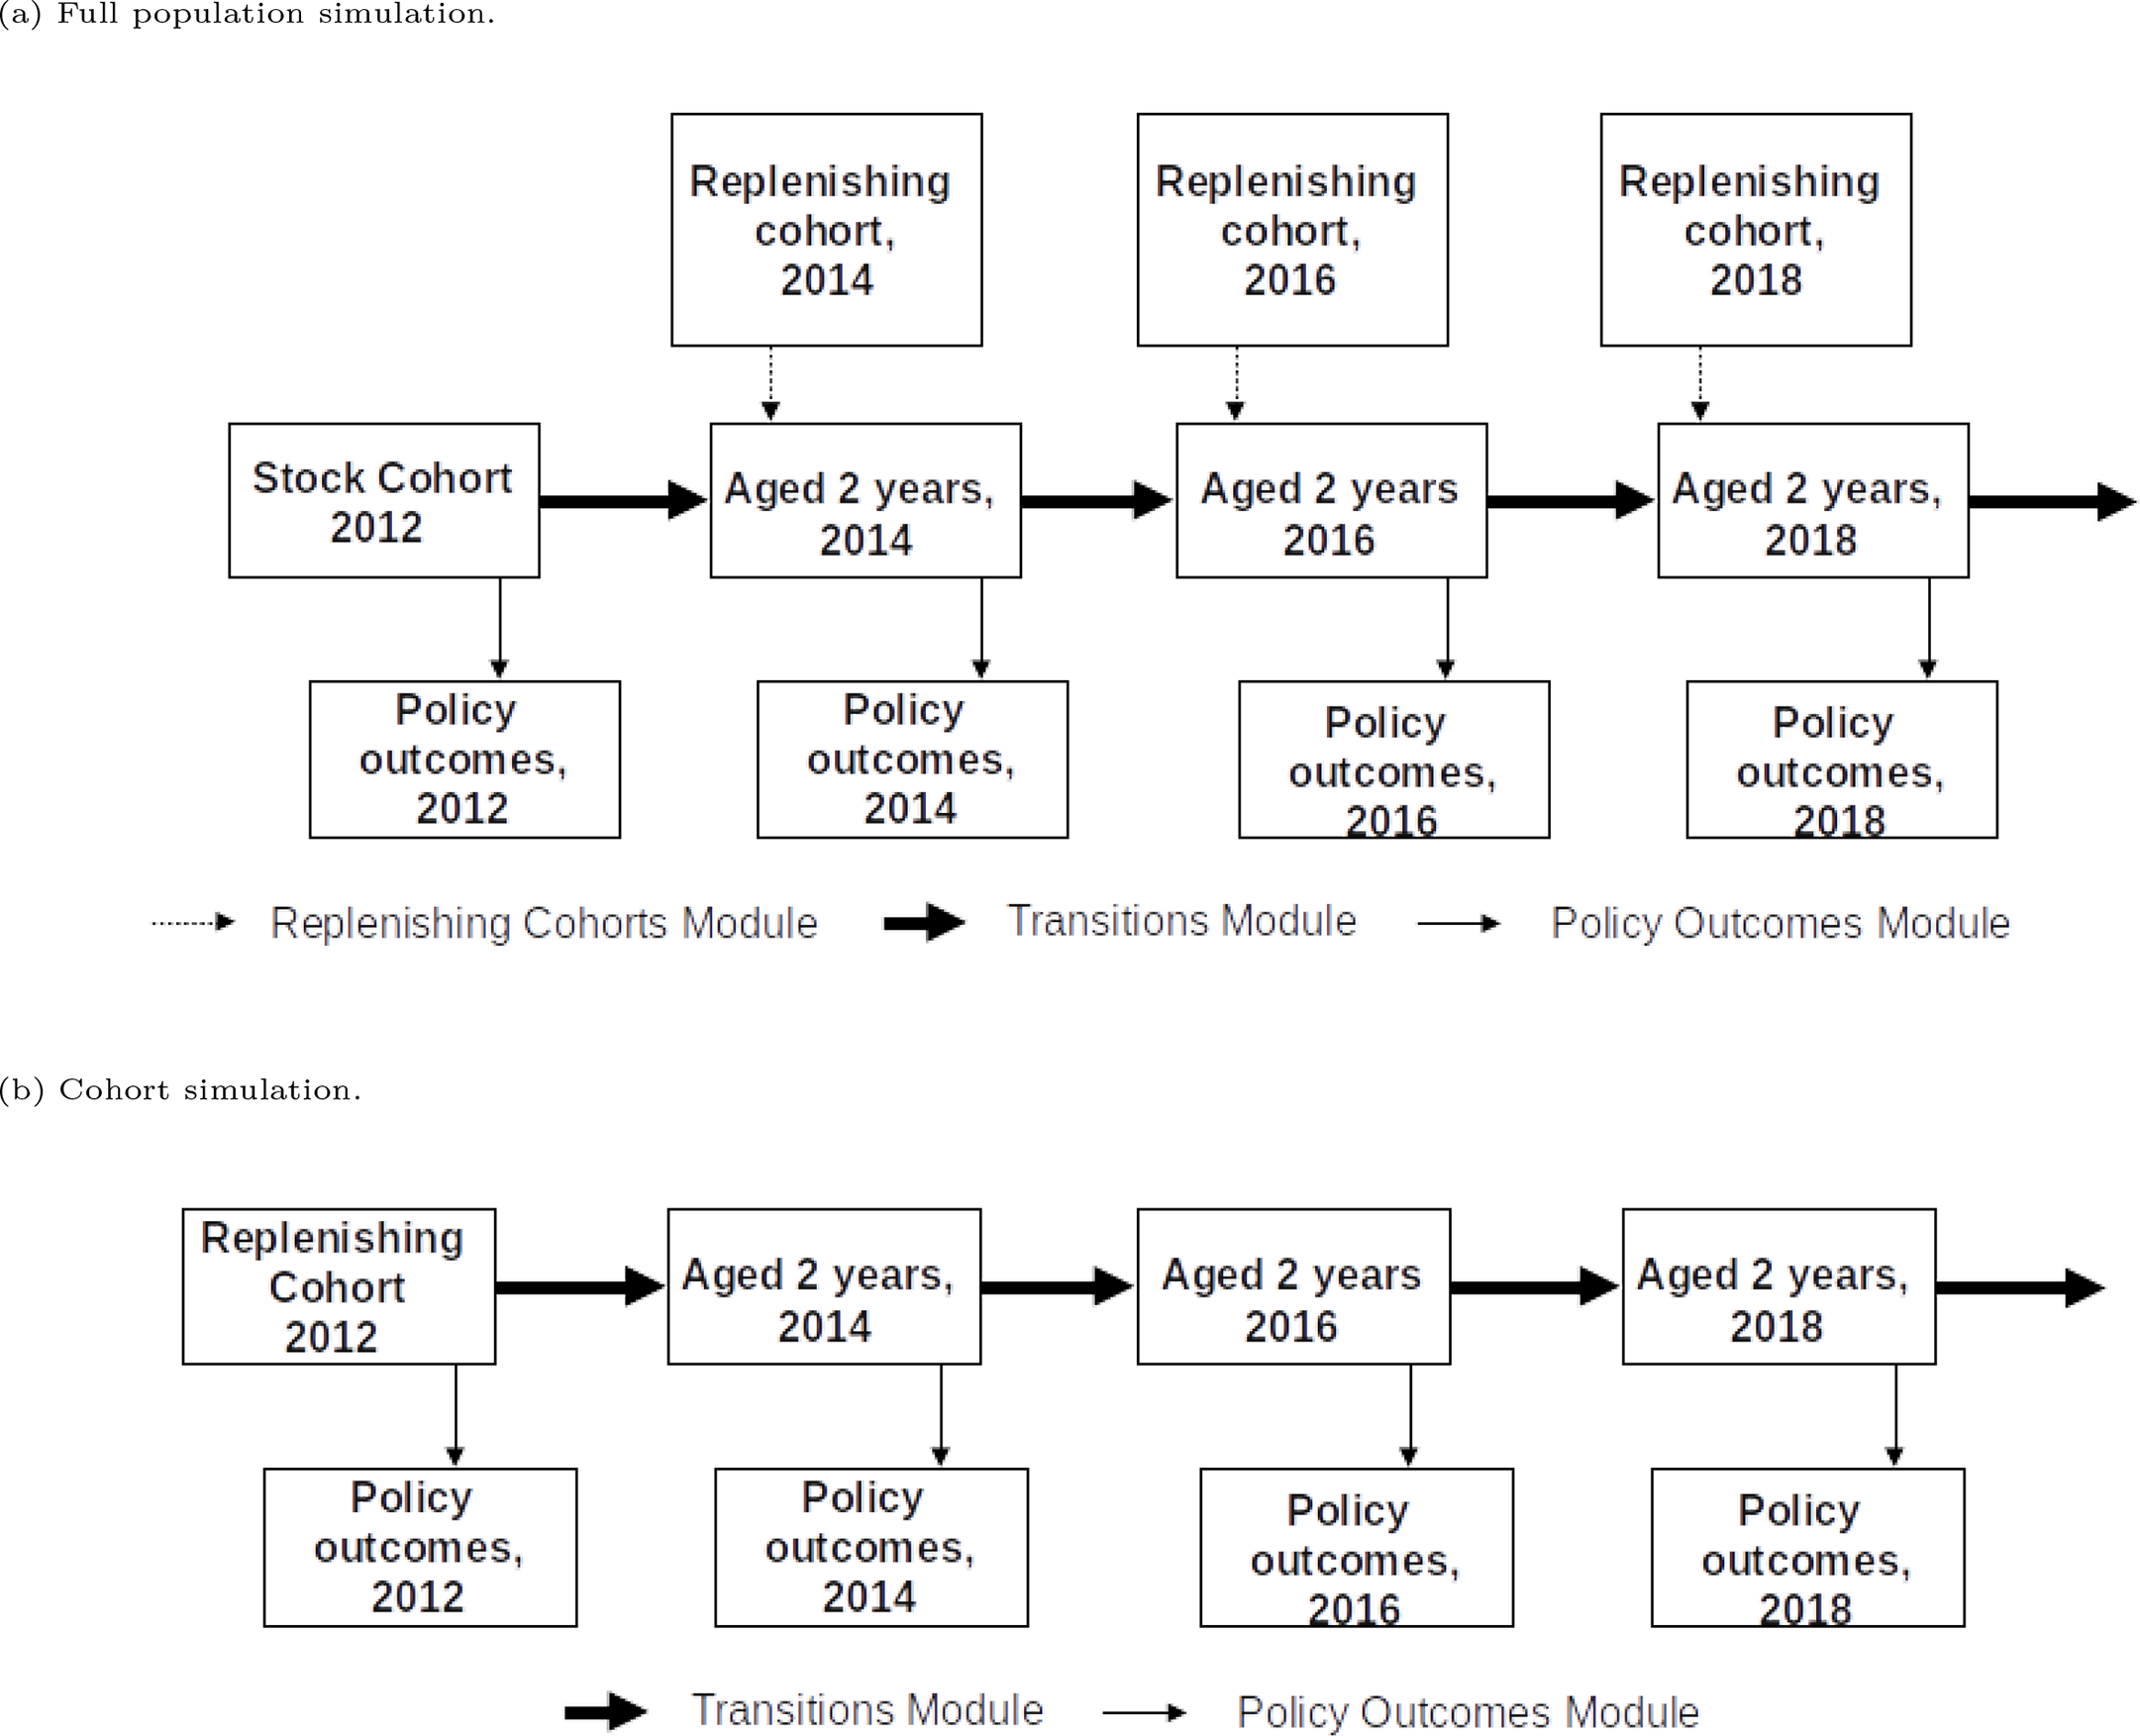 (a) Full population simulation.
Replenishing
cohort,
2014
Replenishing
cohort,
2016
Replenishing
cohort,
2018
Stock Cohort
2012
Aged 2 years,
2014
Aged 2 years
2016
Aged 2 years,
2018
Policy
outcomes,
2012
Policy
outcomes,
2014
Policy
outcomes,
2016
Policy
outcomes,
2018
Replenishing Cohorts Module
Transitions Module
Policy Outcomes Module
(b) Cohort simulation.
Replenishing
Cohort
2012
Aged 2 years,
2014
Aged 2 years
2016
Aged 2 years,
2018
Policy
outcomes,
2012
Policy
outcomes,
2014
Policy
outcomes,
2016
Policy
outcomes,
2018
Transitions Module
Policy Outcomes Module